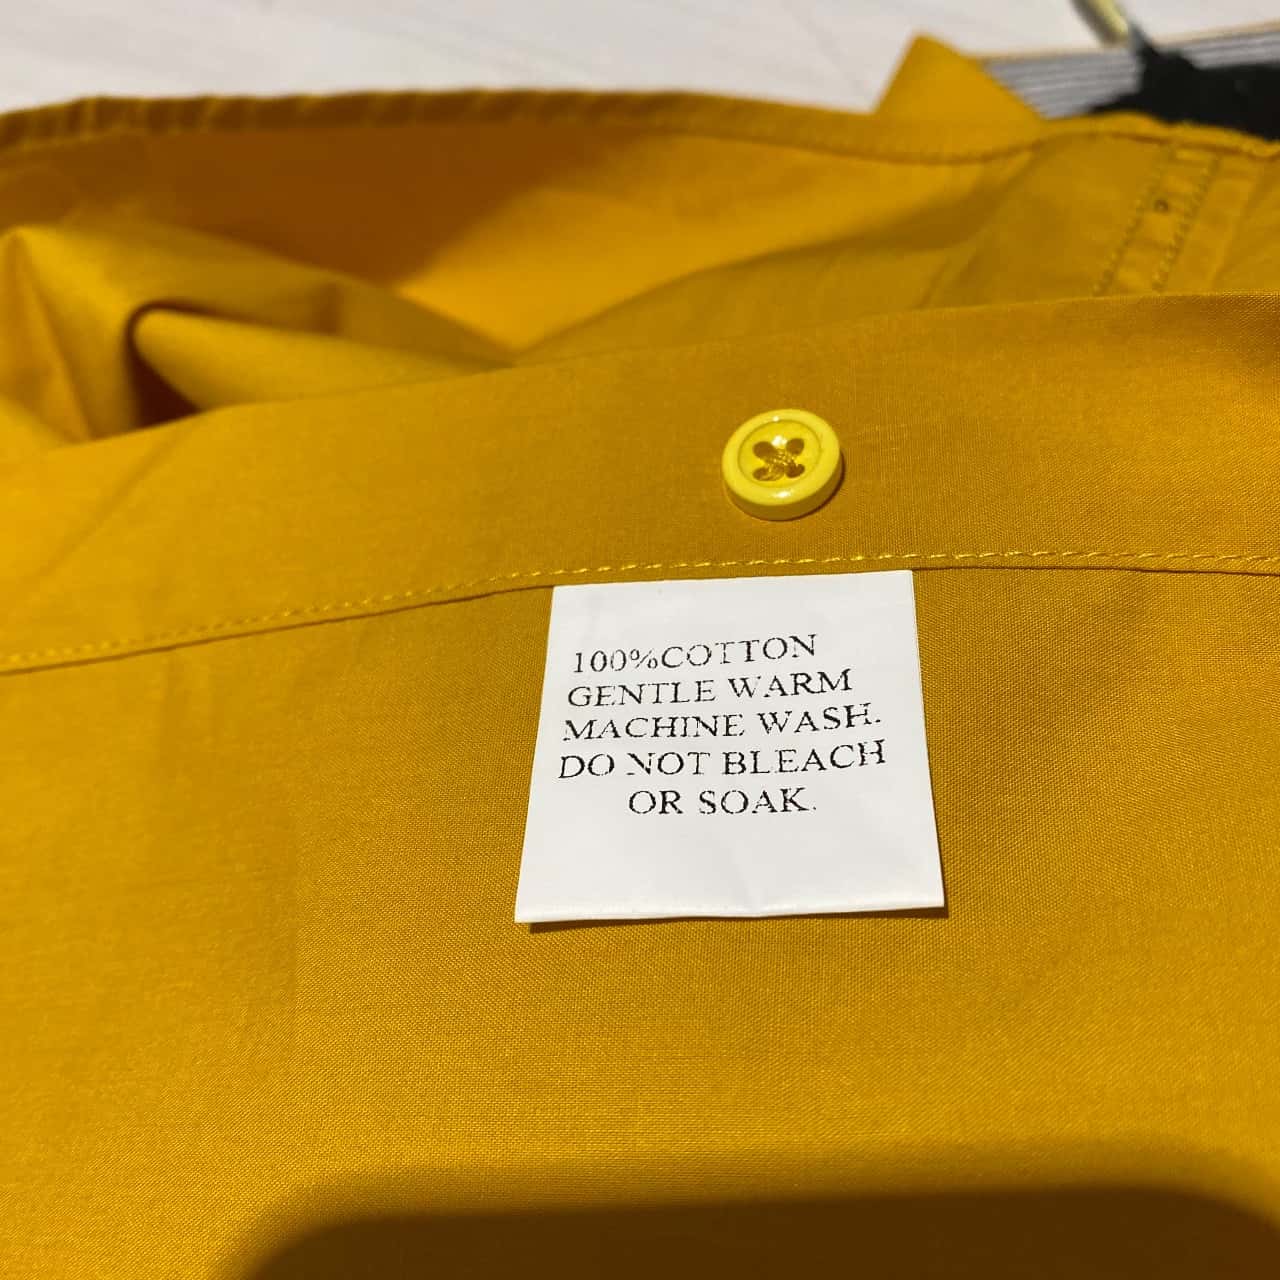 100%COTTON
GENTLE WARM
MACHINE WASH.
DO NOT BLEACH
OR SOAK.